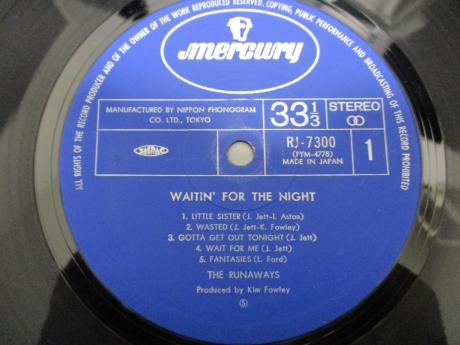 ALL RIGHTS OF THE RECORD PRODUCER AND OF THE OWNER OF THE WORK REPRODUCED RESERVED. COPYING, PUBLIC PERFORMANCE AND BROADCASTING OF THIS RECORD PROHIBITED
mercury
MANUFACTURED BY NIPPON PHONOGRAM
CO. LTD., TOKYO
33 1/3
STEREO
RJ-7300
(PYM-4778)
MADE IN JAPAN
1
WAITIN' FOR THE NIGHT
1. LITTLE SISTER (J. Jett-I. Aston)
2. WASTED (J. Jett-K. Fowley)
3. GOTTA GET OUT TONIGHT (J. Jett)
4. WAIT FOR ME (J. Jett)
5. FANTASIES (L. Ford)
THE RUNAWAYS
Produced by Kim Fowley